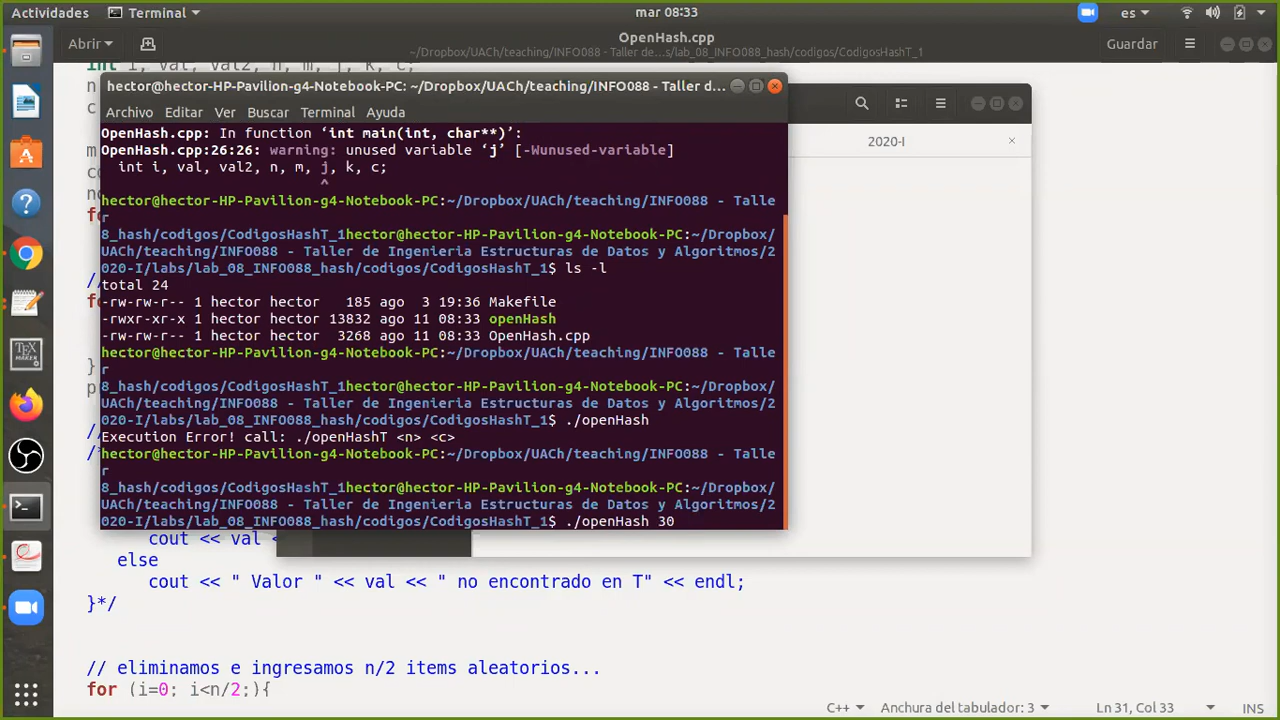 Actividades
Terminal
mar 08:33
es
Abrir
OpenHash.cpp
~/Dropbox/UACh/teaching/INFO088 - Taller de…s/lab_08_INFO088_hash/codigos/CodigosHashT_1
Guardar
int i, val, val2, n, m, j, k, c;
hector@hector-HP-Pavilion-g4-Notebook-PC: ~/Dropbox/UACh/teaching/INFO088 - Taller d…
Archivo Editar Ver Buscar Terminal Ayuda
2020-I
OpenHash.cpp: In function ‘int main(int, char**)’:
OpenHash.cpp:26:26: warning: unused variable ‘j’ [-Wunused-variable]
int i, val, val2, n, m, j, k, c;
^
hector@hector-HP-Pavilion-g4-Notebook-PC:~/Dropbox/UACh/teaching/INFO088 - Talle
r
8_hash/codigos/CodigosHashT_1hector@hector-HP-Pavilion-g4-Notebook-PC:~/Dropbox/
UACh/teaching/INFO088 - Taller de Ingenieria Estructuras de Datos y Algoritmos/2
020-I/labs/lab_08_INFO088_hash/codigos/CodigosHashT_1$ ls -l
total 24
-rw-rw-r-- 1 hector hector   185 ago  3 19:36 Makefile
-rwxr-xr-x 1 hector hector 13832 ago 11 08:33 openHash
-rw-rw-r-- 1 hector hector  3268 ago 11 08:33 OpenHash.cpp
hector@hector-HP-Pavilion-g4-Notebook-PC:~/Dropbox/UACh/teaching/INFO088 - Talle
r
8_hash/codigos/CodigosHashT_1hector@hector-HP-Pavilion-g4-Notebook-PC:~/Dropbox/
UACh/teaching/INFO088 - Taller de Ingenieria Estructuras de Datos y Algoritmos/2
020-I/labs/lab_08_INFO088_hash/codigos/CodigosHashT_1$ ./openHash
Execution Error! call: ./openHashT <n> <c>
hector@hector-HP-Pavilion-g4-Notebook-PC:~/Dropbox/UACh/teaching/INFO088 - Talle
r
8_hash/codigos/CodigosHashT_1hector@hector-HP-Pavilion-g4-Notebook-PC:~/Dropbox/
UACh/teaching/INFO088 - Taller de Ingenieria Estructuras de Datos y Algoritmos/2
020-I/labs/lab_08_INFO088_hash/codigos/CodigosHashT_1$ ./openHash 30
cout << val <
else
cout << " Valor " << val << " no encontrado en T" << endl;
}*/
// eliminamos e ingresamos n/2 items aleatorios...
for (i=0; i<n/2;){
C++
Anchura del tabulador: 3
Ln 31, Col 33
INS